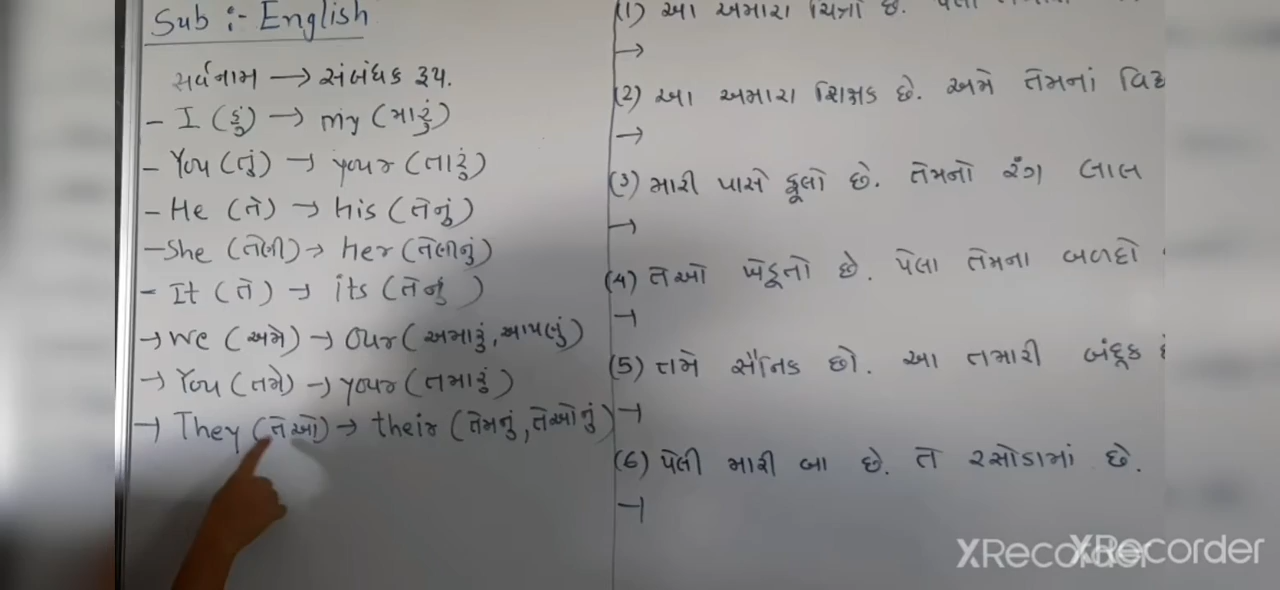 Sub :- English
સર્વનામ → સંબંધક રૂપ.
- I (હું) → my (મારું)
- You (તું) → your (તારું)
- He (તે) → his (તેનું)
- She (તેણી) → her (તેણીનું)
- It (તે) → its (તેનું)
→ We (અમે) → Our (અમારું, આપણું)
→ You (તમે) → your (તમારું)
→ They (તેઓ) → their (તેમનું, તેઓનું)
(1) આ અમારા મિત્રો છે.
→
(2) આ અમારા શિક્ષક છે. અમે તેમનાં
→
(3) મારી પાસે ફૂલો છે. તેમનો રંગ લાલ
→
(4) તેઓ ખેડૂતો છે. પેલા તેમના બળદો
→
(5) તમે સૈનિક છો. આ તમારી બંદૂક
→
(6) પેલી મારી બા છે. તે રસોડામાં છે.
→
XRecorder
XRecorder